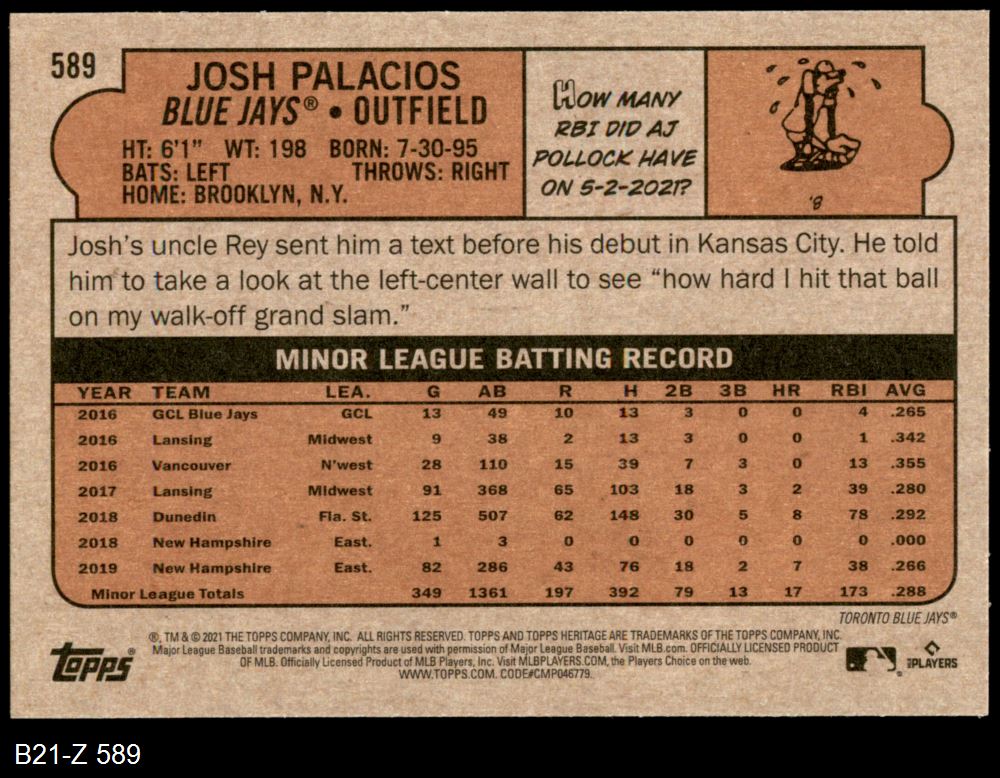 589
JOSH PALACIOS
BLUE JAYS® • OUTFIELD
HT: 6'1" WT: 198 BORN: 7-30-95
BATS: LEFT THROWS: RIGHT
HOME: BROOKLYN, N.Y.
HOW MANY
RBI DID AJ
POLLOCK HAVE
ON 5-2-2021?
'8
Josh's uncle Rey sent him a text before his debut in Kansas City. He told
him to take a look at the left-center wall to see "how hard I hit that ball
on my walk-off grand slam."
MINOR LEAGUE BATTING RECORD
YEAR TEAM LEA. G AB R H 2B 3B HR RBI AVG
2016 GCL Blue Jays GCL 13 49 10 13 3 0 0 4 .265
2016 Lansing Midwest 9 38 2 13 3 0 0 1 .342
2016 Vancouver N'west 28 110 15 39 7 3 0 13 .355
2017 Lansing Midwest 91 368 65 103 18 3 2 39 .280
2018 Dunedin Fla. St. 125 507 62 148 30 5 8 78 .292
2018 New Hampshire East. 1 3 0 0 0 0 0 0 .000
2019 New Hampshire East. 82 286 43 76 18 2 7 38 .266
Minor League Totals 349 1361 197 392 79 13 17 173 .288
TORONTO BLUE JAYS®
®, TM & © 2021 THE TOPPS COMPANY, INC. ALL RIGHTS RESERVED. TOPPS AND TOPPS HERITAGE ARE TRADEMARKS OF THE TOPPS COMPANY, INC.
Major League Baseball trademarks and copyrights are used with permission of Major League Baseball. Visit MLB.com. OFFICIALLY LICENSED PRODUCT
OF MLB. Officially Licensed Product of MLB Players, Inc. Visit MLBPLAYERS.COM, the Players Choice on the web.
WWW.TOPPS.COM. CODE#CMP046779.
Topps®
PLAYERS
B21-Z 589